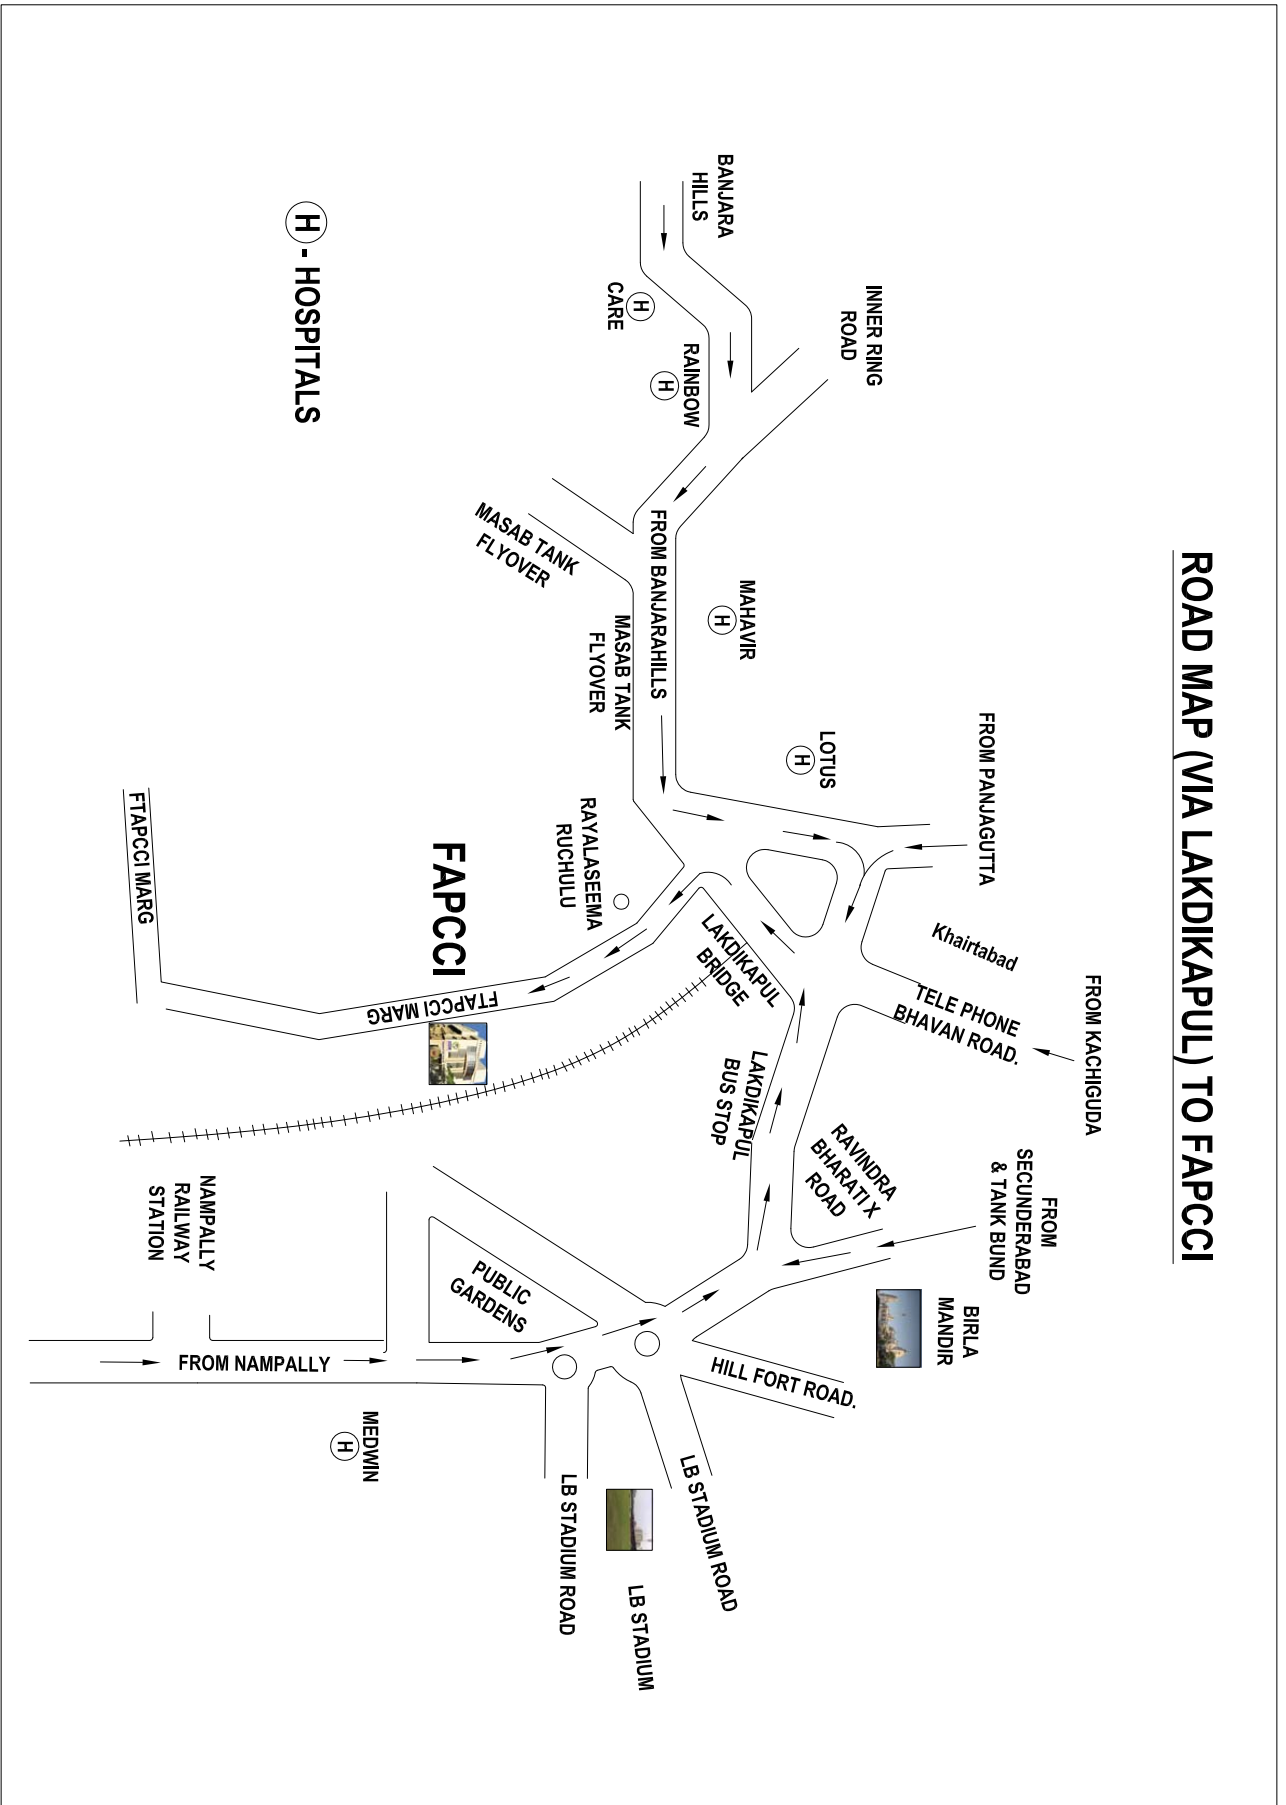 ROAD MAP (VIA LAKDIKAPUL) TO FAPCCI
BANJARA
HILLS
INNER RING
ROAD
H
CARE
RAINBOW
H
FROM BANJARAHILLS
MASAB TANK
FLYOVER
MASAB TANK
FLYOVER
MAHAVIR
H
LOTUS
H
FROM PANJAGUTTA
Khairtabad
FROM KACHIGUDA
TELE PHONE
BHAVAN ROAD.
RAYALASEEMA
RUCHULU
LAKDIKAPUL
BRIDGE
LAKDIKAPUL
BUS STOP
RAVINDRA
BHARATI X
ROAD
FROM
SECUNDERABAD
& TANK BUND
BIRLA
MANDIR
HILL FORT ROAD.
LB STADIUM ROAD
LB STADIUM
LB STADIUM ROAD
PUBLIC
GARDENS
FAPCCI
FTAPCCI MARG
FTAPCCI MARG
NAMPALLY
RAILWAY
STATION
FROM NAMPALLY
MEDWIN
H
H - HOSPITALS